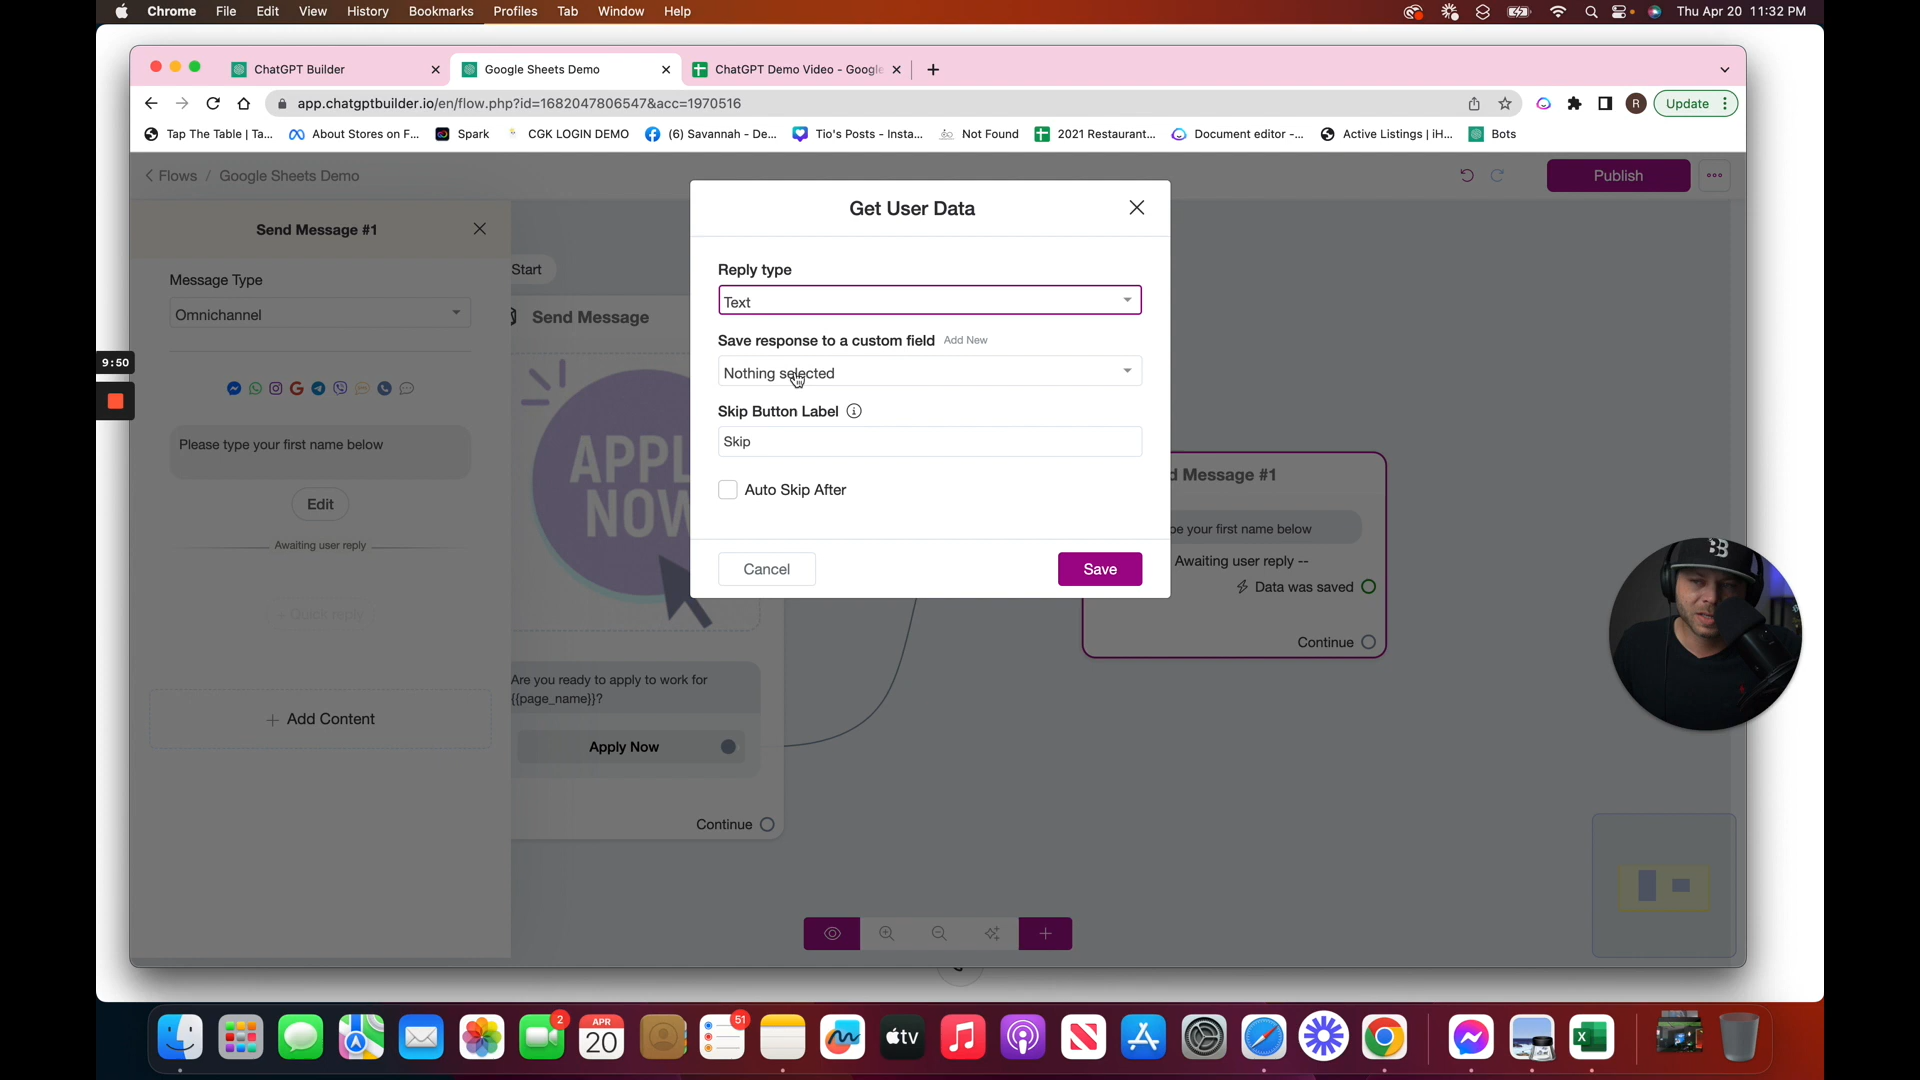 Chrome File Edit View History Bookmarks Profiles Tab Window Help
Thu Apr 20 11:32 PM
ChatGPT Builder
Google Sheets Demo
ChatGPT Demo Video - Google
app.chatgptbuilder.io/en/flow.php?id=1682047806547&acc=1970516
R
Update
Tap The Table | Ta...
About Stores on F...
Spark
CGK LOGIN DEMO
(6) Savannah - De...
Tio's Posts - Insta...
Not Found
2021 Restaurant...
Document editor -...
Active Listings | iH...
Bots
Flows / Google Sheets Demo
Publish
Send Message #1
Message Type
Omnichannel
Please type your first name below
Edit
Awaiting user reply
+ Quick reply
+ Add Content
9:50
Start
Send Message
APPL
NOW
Are you ready to apply to work for
{{page_name}}?
Apply Now
Continue
Get User Data
Reply type
Text
Save response to a custom field Add New
Nothing selected
Skip Button Label
Skip
Auto Skip After
Cancel
Save
d Message #1
pe your first name below
Awaiting user reply --
Data was saved
Continue
2
APR
20
51
tv